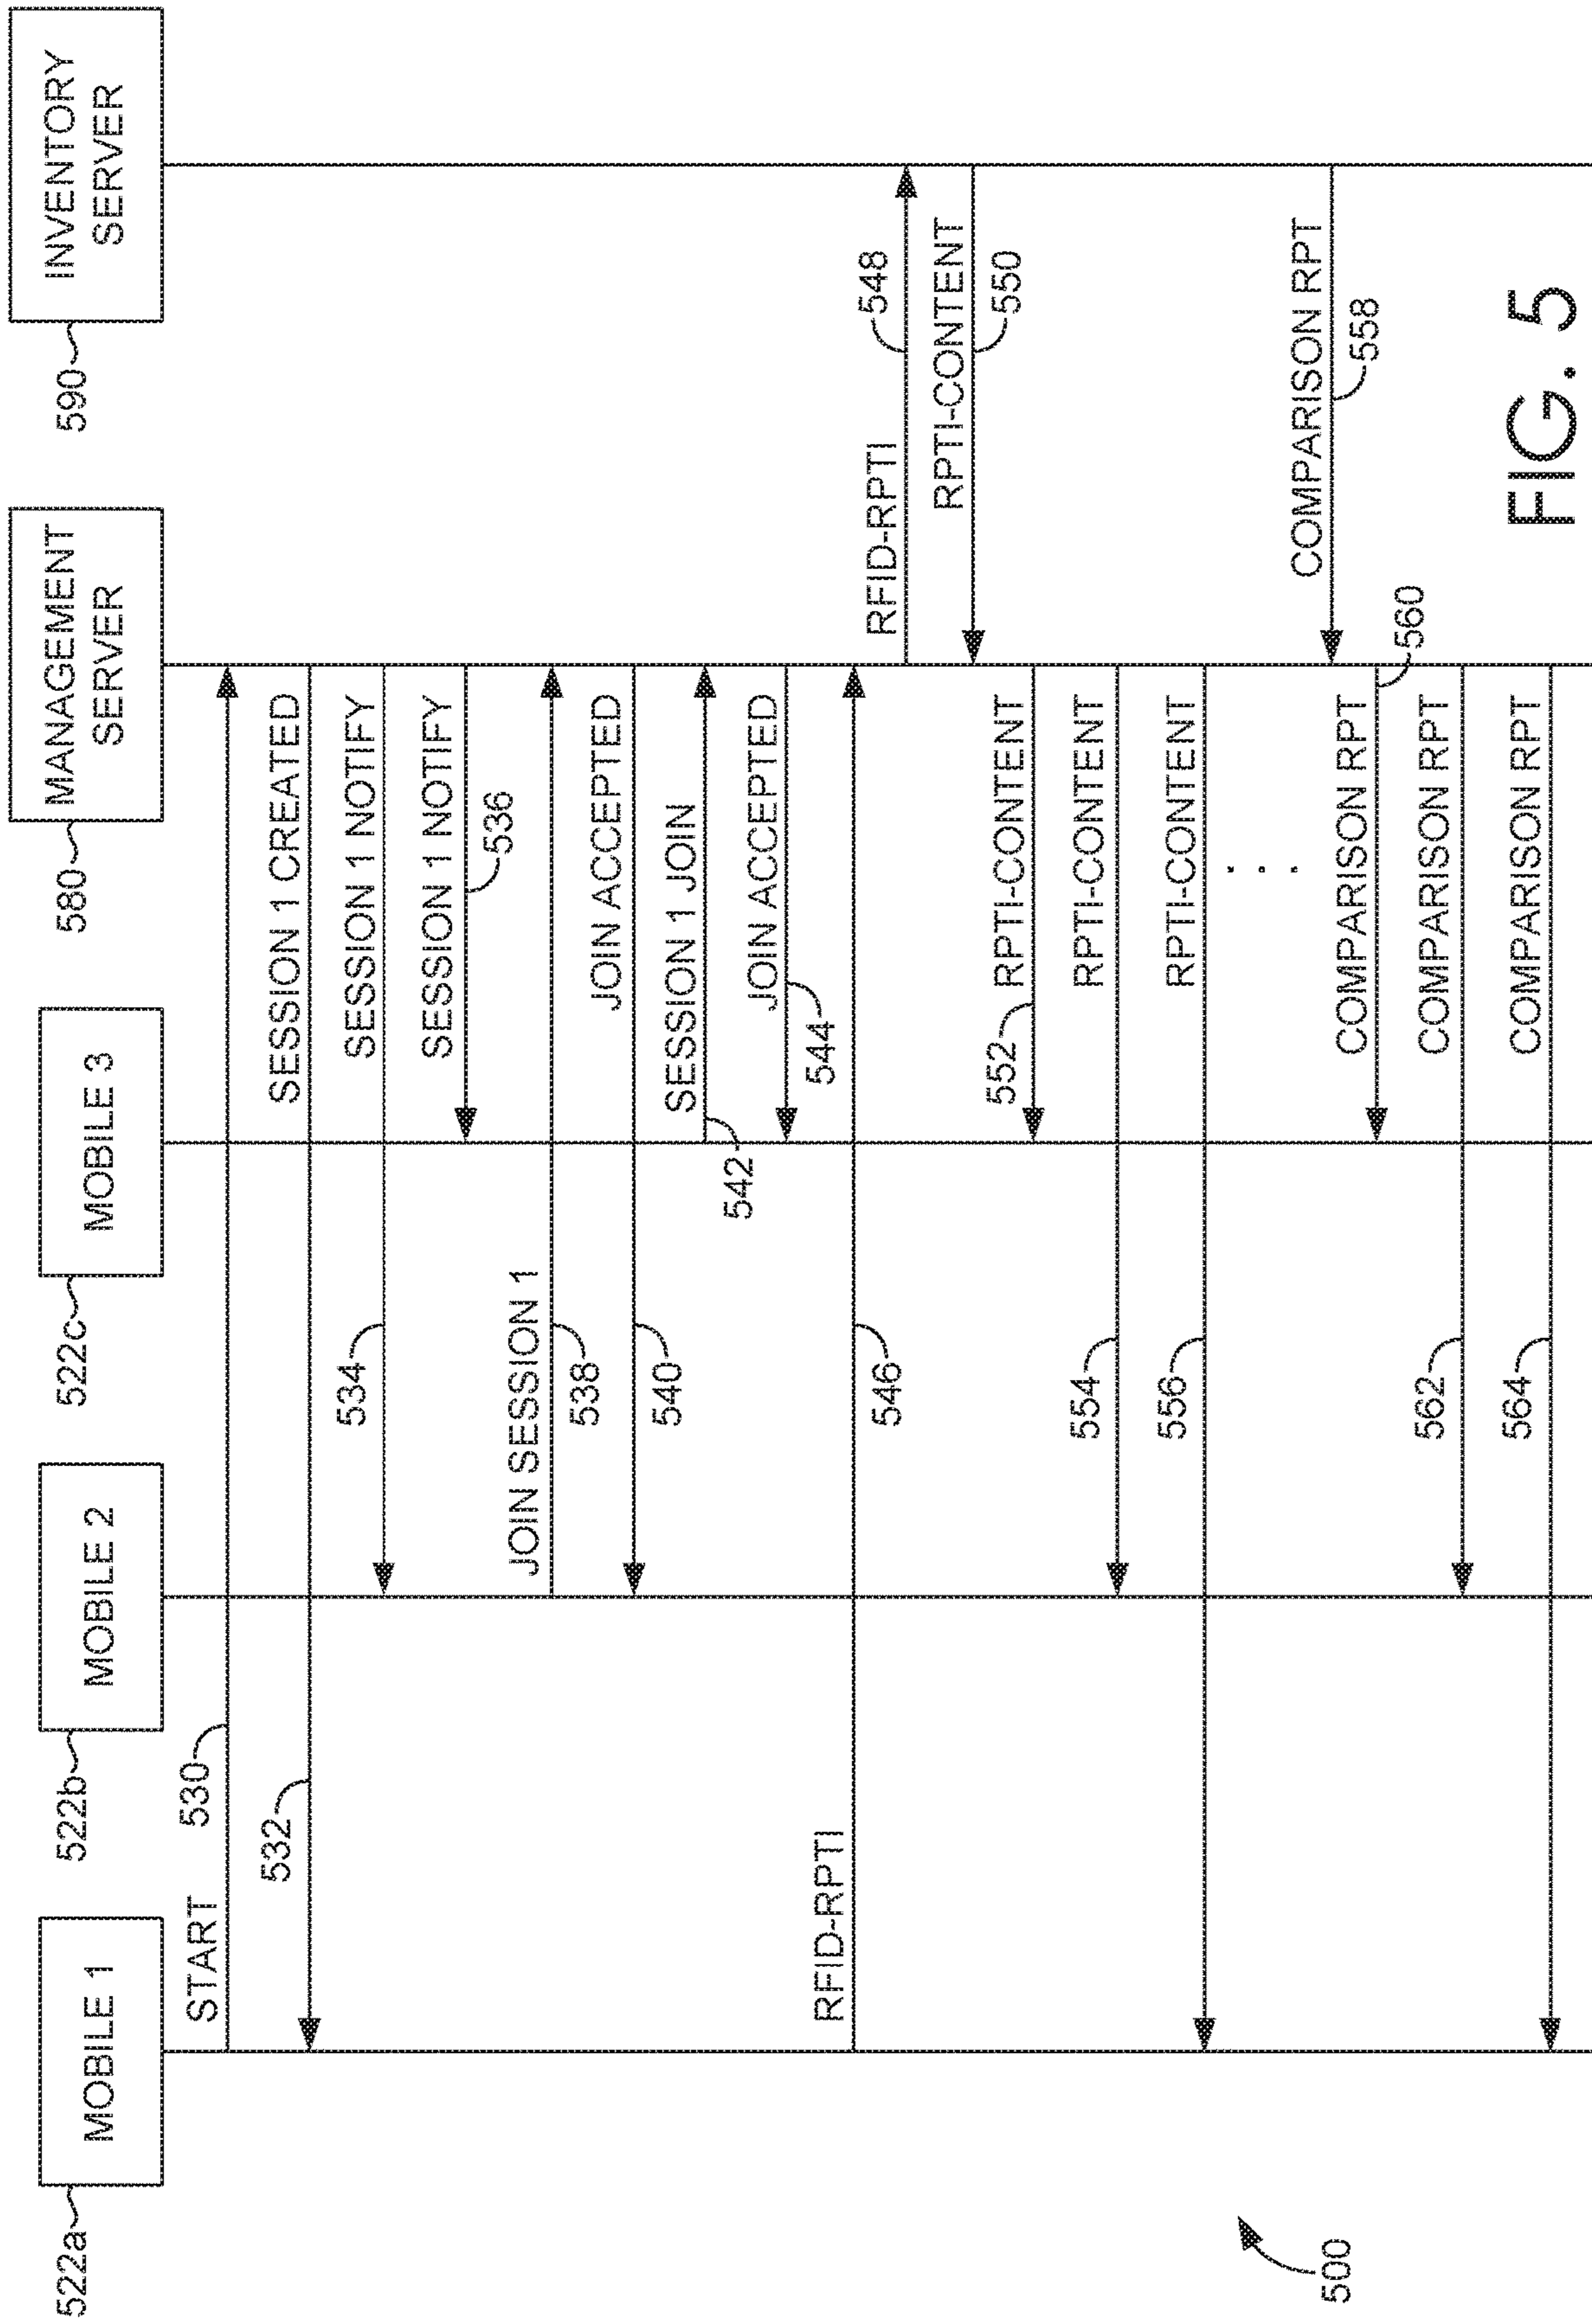 MOBILE 1
522a
MOBILE 2
522b
MOBILE 3
522c
MANAGEMENT
SERVER
580
INVENTORY
SERVER
590
START
530
SESSION 1 CREATED
532
SESSION 1 NOTIFY
534
SESSION 1 NOTIFY
536
JOIN SESSION 1
538
JOIN ACCEPTED
540
SESSION 1 JOIN
542
JOIN ACCEPTED
544
RFID-RPTI
546
RFID-RPTI
548
RPTI-CONTENT
550
RPTI-CONTENT
552
RPTI-CONTENT
554
RPTI-CONTENT
556
. . .
COMPARISON RPT
558
COMPARISON RPT
560
COMPARISON RPT
562
COMPARISON RPT
564
500
FIG. 5